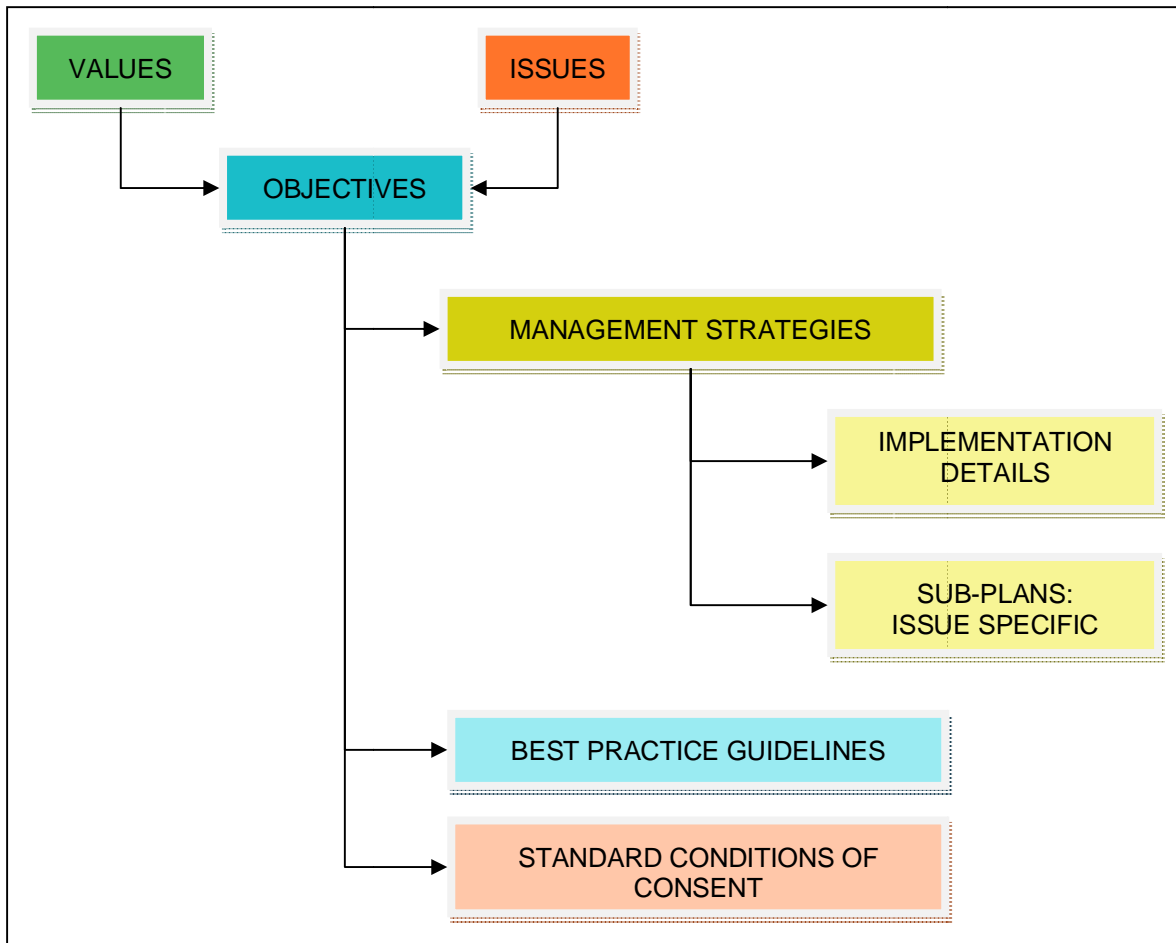 VALUES
ISSUES
OBJECTIVES
MANAGEMENT STRATEGIES
IMPLEMENTATION
DETAILS
SUB-PLANS:
ISSUE SPECIFIC
BEST PRACTICE GUIDELINES
STANDARD CONDITIONS OF
CONSENT